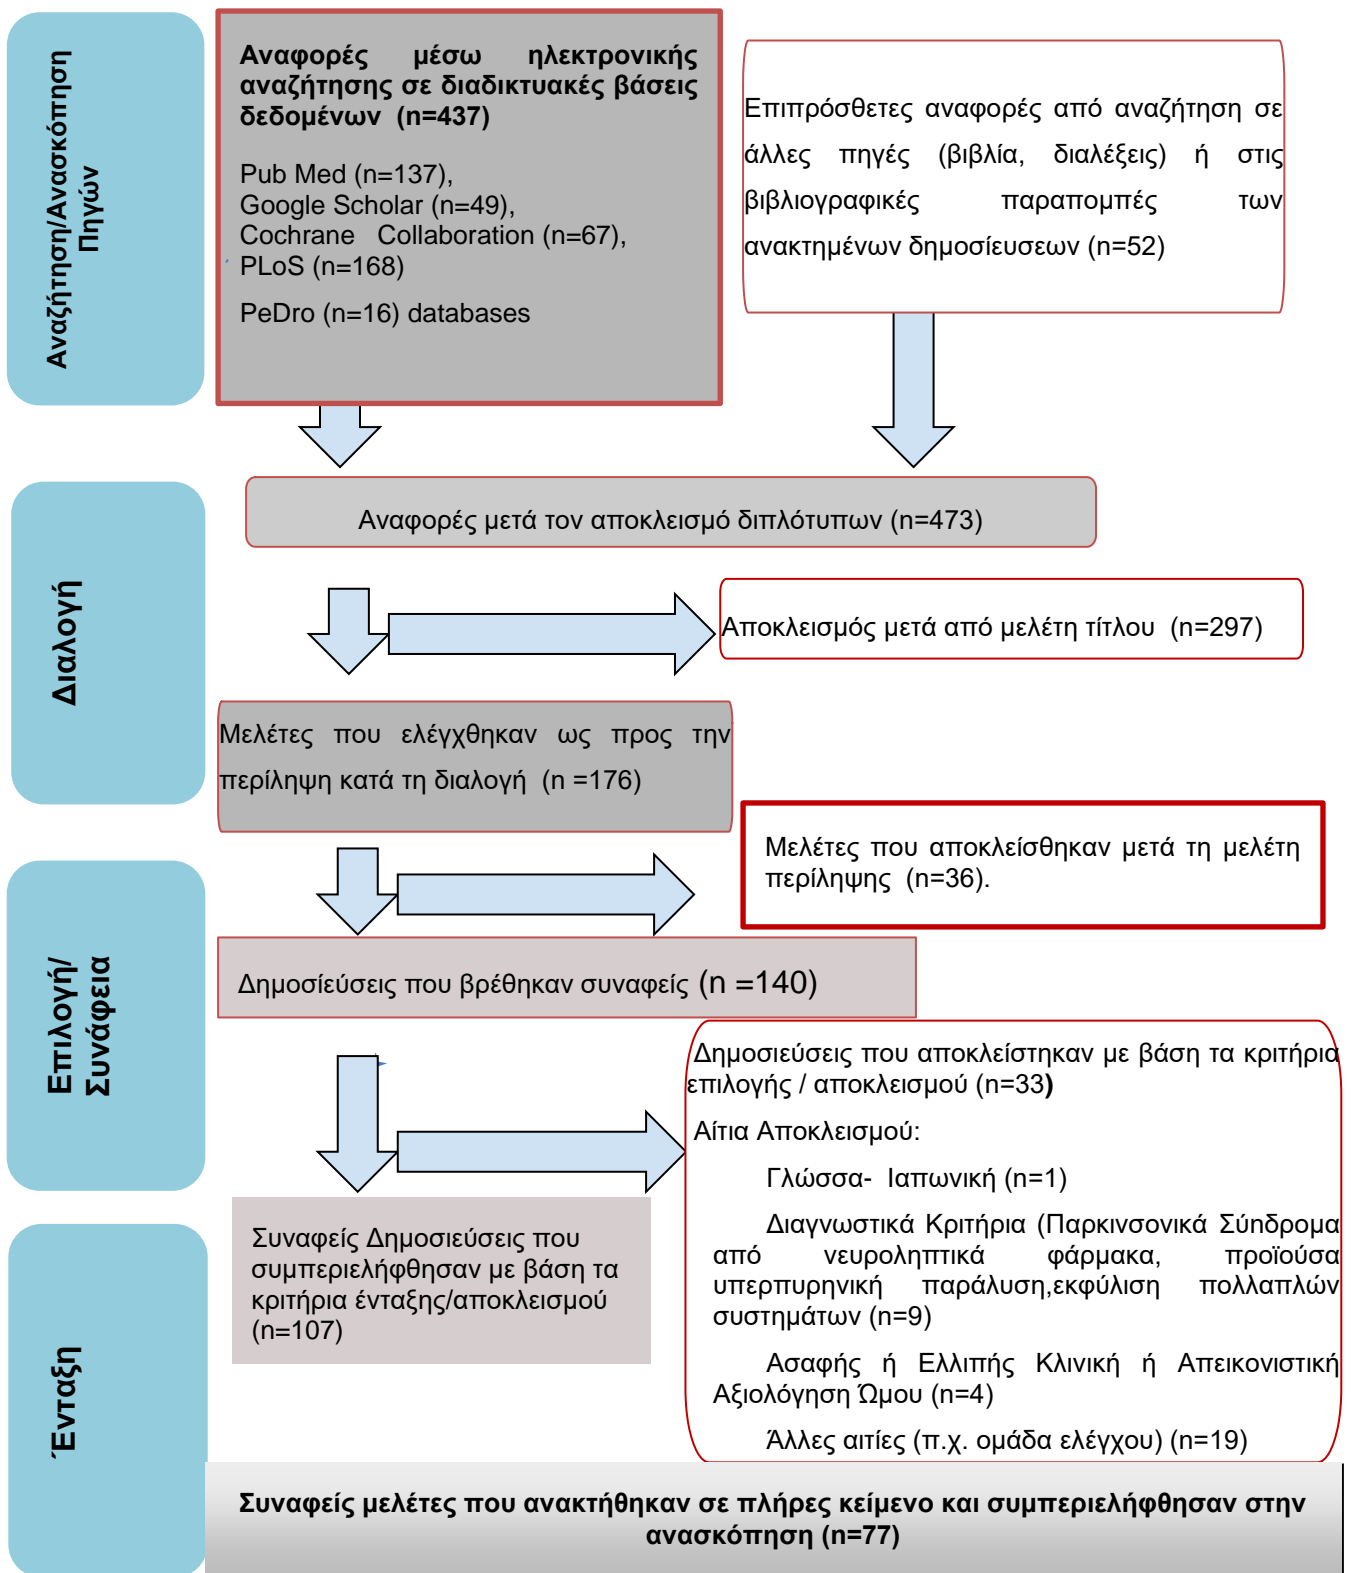 Αναζήτηση/Ανασκόπηση
Πηγών
Αναφορές μέσω ηλεκτρονικής
αναζήτησης σε διαδικτυακές βάσεις
δεδομένων (n=437)
Pub Med (n=137),
Google Scholar (n=49),
Cochrane Collaboration (n=67),
PLoS (n=168)
PeDro (n=16) databases
Επιπρόσθετες αναφορές από αναζήτηση σε
άλλες πηγές (βιβλία, διαλέξεις) ή στις
βιβλιογραφικές παραπομπές των
ανακτημένων δημοσίευσεων (n=52)
Διαλογή
Αναφορές μετά τον αποκλεισμό διπλότυπων (n=473)
Αποκλεισμός μετά από μελέτη τίτλου (n=297)
Μελέτες που ελέγχθηκαν ως προς την
περίληψη κατά τη διαλογή (n =176)
Μελέτες που αποκλείσθηκαν μετά τη μελέτη
περίληψης (n=36).
Επιλογή/
Συνάφεια
Δημοσίεύσεις που βρέθηκαν συναφείς (n =140)
Δημοσιεύσεις που αποκλείστηκαν με βάση τα κριτήρια
επιλογής / αποκλεισμού (n=33)
Αίτια Αποκλεισμού:
Γλώσσα- Ιαπωνική (n=1)
Διαγνωστικά Κριτήρια (Παρκινσονικά Σύnδρομα
από νευροληπτικά φάρμακα, προϊούσα
υπερπυρηνική παράλυση,εκφύλιση πολλαπλών
συστημάτων (n=9)
Ασαφής ή Ελλιπής Κλινική ή Απεικονιστική
Αξιολόγηση Ώμου (n=4)
Άλλες αιτίες (π.χ. ομάδα ελέγχου) (n=19)
Ένταξη
Συναφείς Δημοσιεύσεις που
συμπεριελήφθησαν με βάση τα
κριτήρια ένταξης/αποκλεισμού
(n=107)
Συναφείς μελέτες που ανακτήθηκαν σε πλήρες κείμενο και συμπεριελήφθησαν στην
ανασκόπηση (n=77)